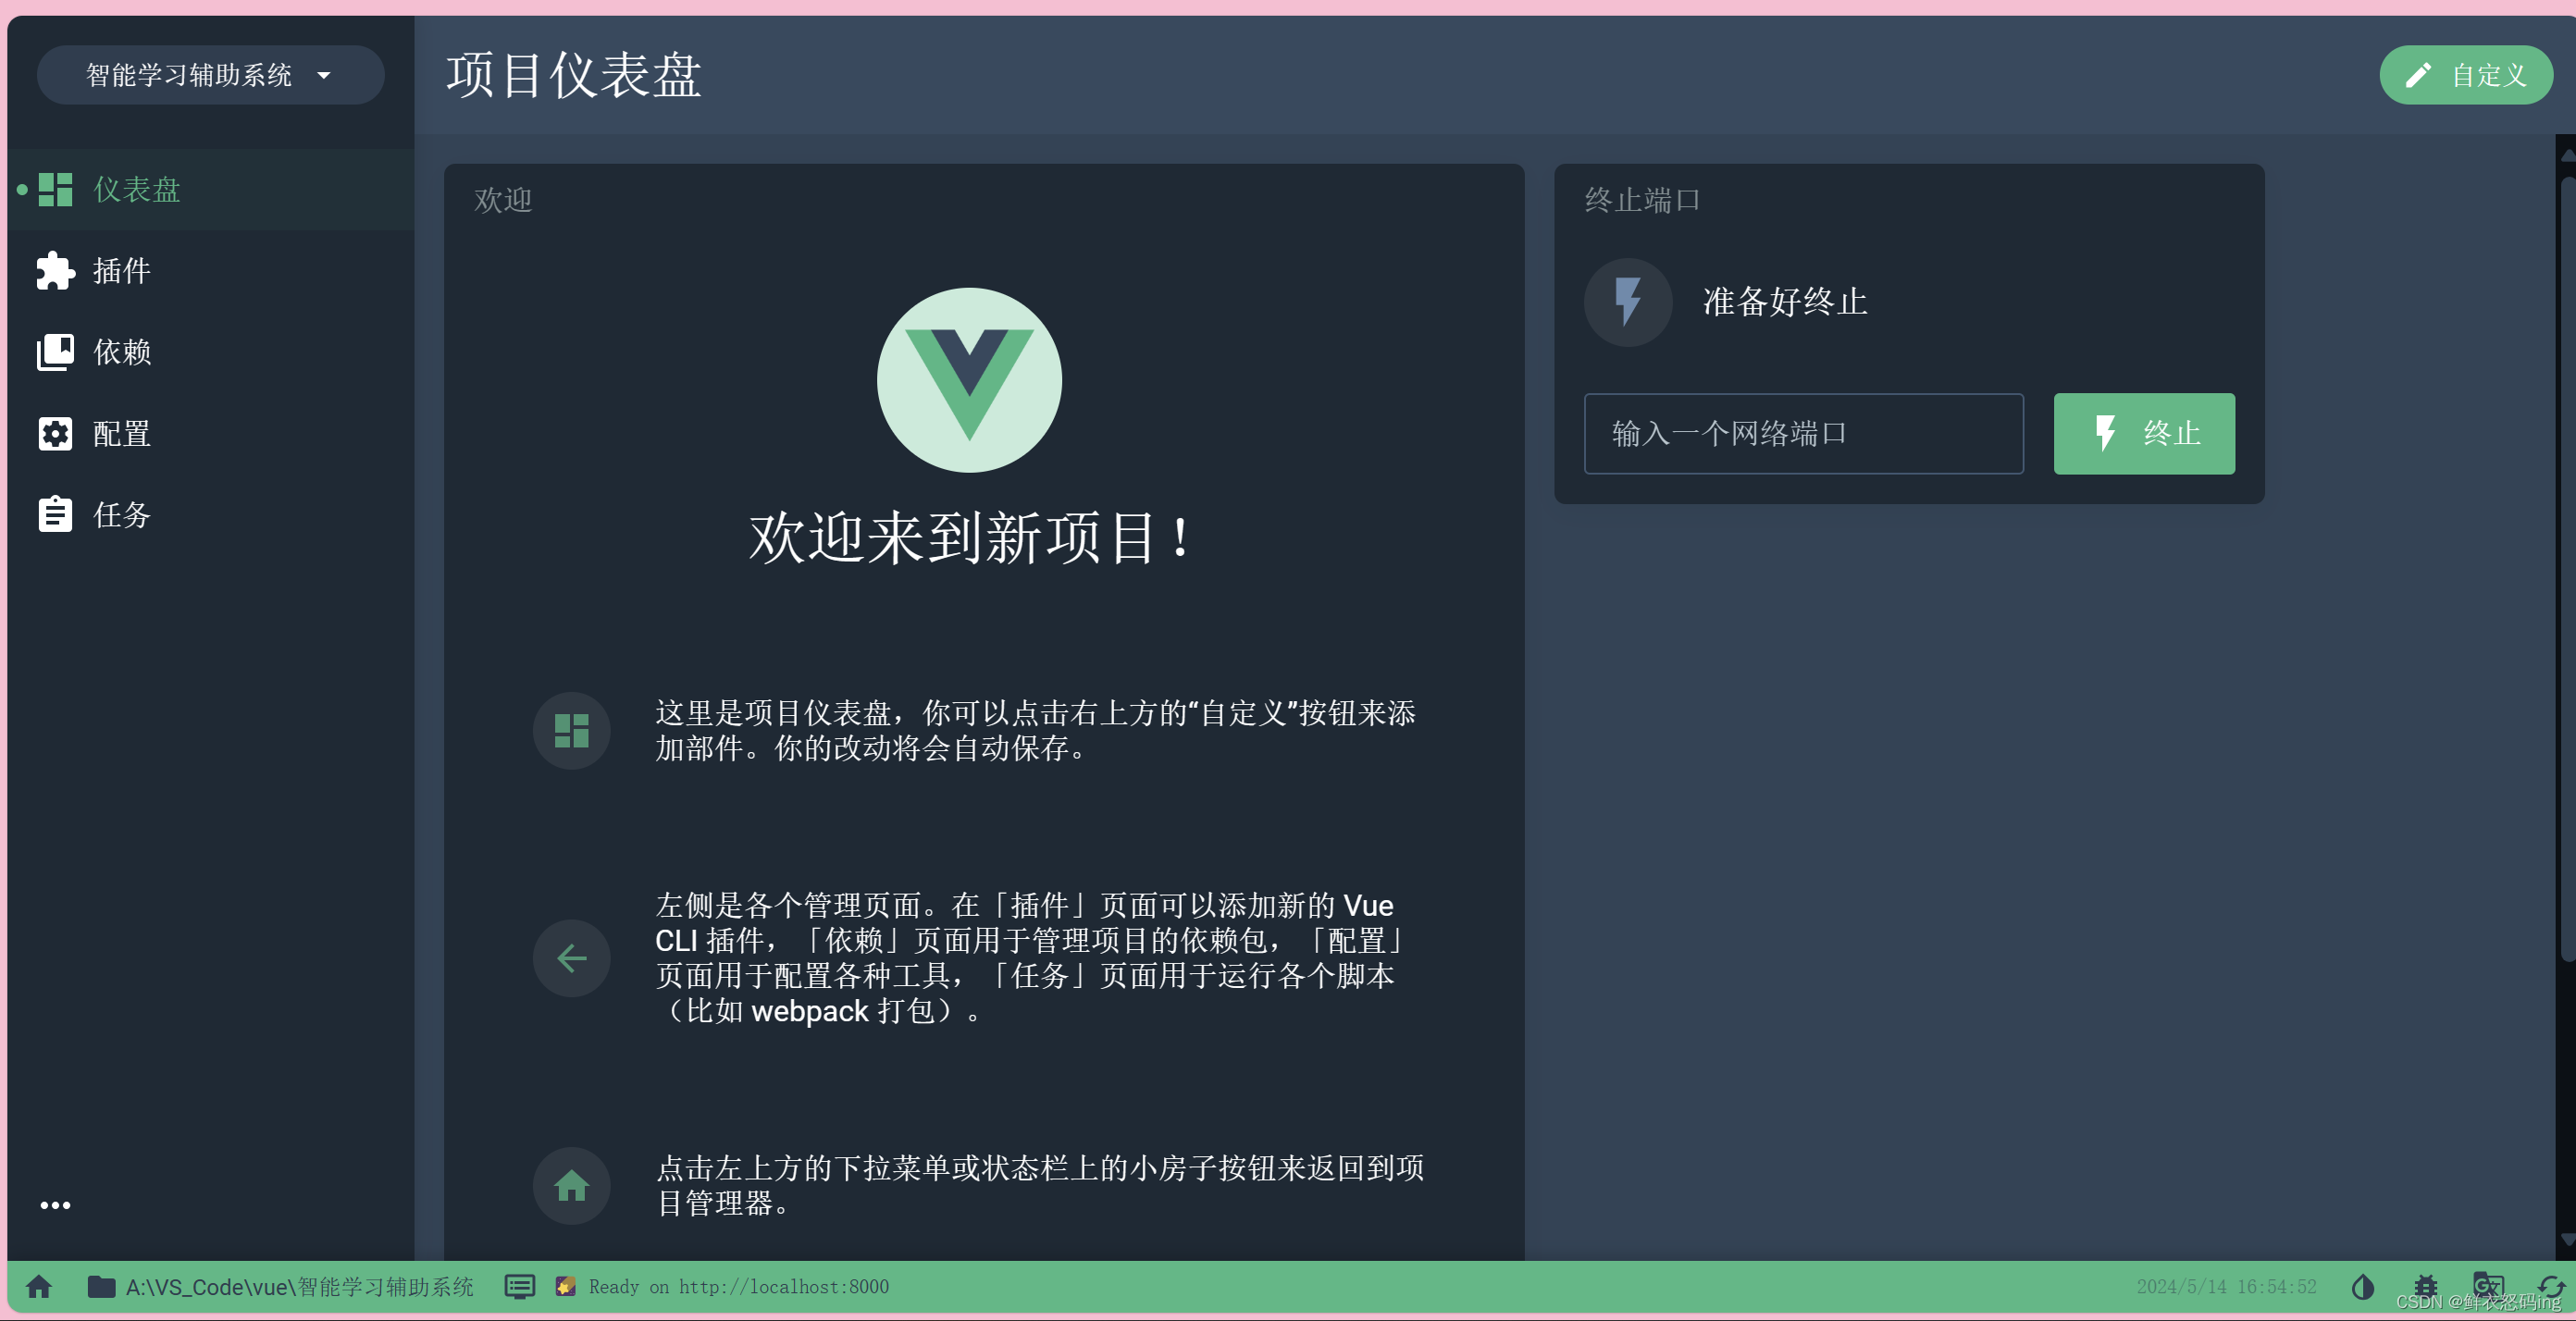 智能学习辅助系统
项目仪表盘
自定义
仪表盘
插件
依赖
配置
任务
欢迎
欢迎来到新项目！
这里是项目仪表盘，你可以点击右上方的“自定义”按钮来添
加部件。你的改动将会自动保存。
左侧是各个管理页面。在「插件」页面可以添加新的 Vue
CLI 插件，「依赖」页面用于管理项目的依赖包，「配置」
页面用于配置各种工具，「任务」页面用于运行各个脚本
（比如 webpack 打包）。
点击左上方的下拉菜单或状态栏上的小房子按钮来返回到项
目管理器。
终止端口
准备好终止
输入一个网络端口
终止
A:\VS_Code\vue\智能学习辅助系统
Ready on http://localhost:8000
2024/5/14 16:54:52
CSDN @鲜衣怒码ing